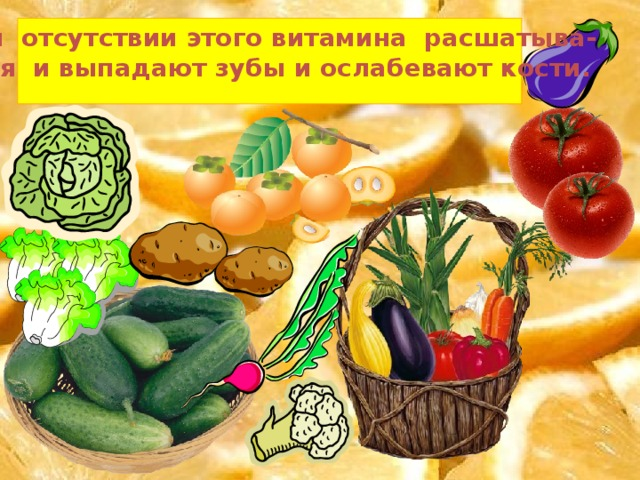 отсутствии этого витамина расшатыва-
я и выпадают зубы и ослабевают кости.